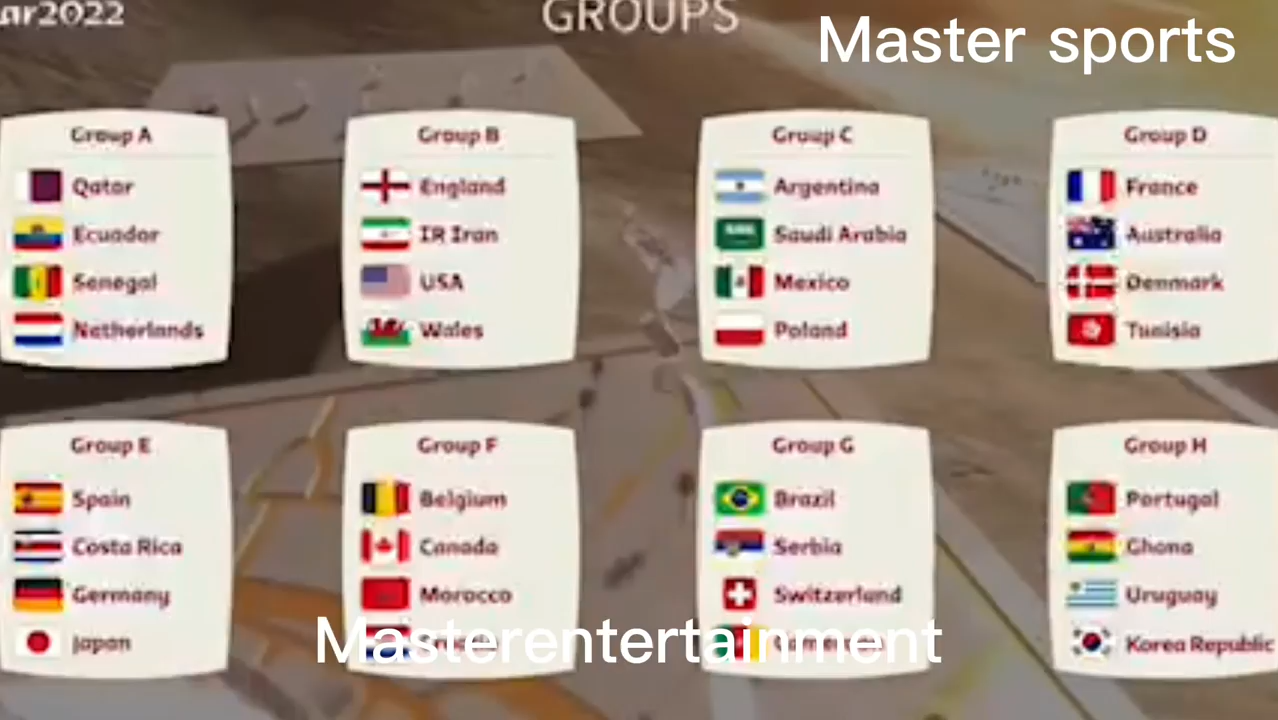 ar2022
GROUPS
Master sports
Group A
Qatar
Ecuador
Senegal
Netherlands
Group B
England
IR Iran
USA
Wales
Group C
Argentina
Saudi Arabia
Mexico
Poland
Group D
France
Australia
Denmark
Tunisia
Group E
Spain
Costa Rica
Germany
Japan
Group F
Belgium
Canada
Morocco
Group G
Brazil
Serbia
Switzerland
Group H
Portugal
Ghana
Uruguay
Korea Republic
Masterentertainment